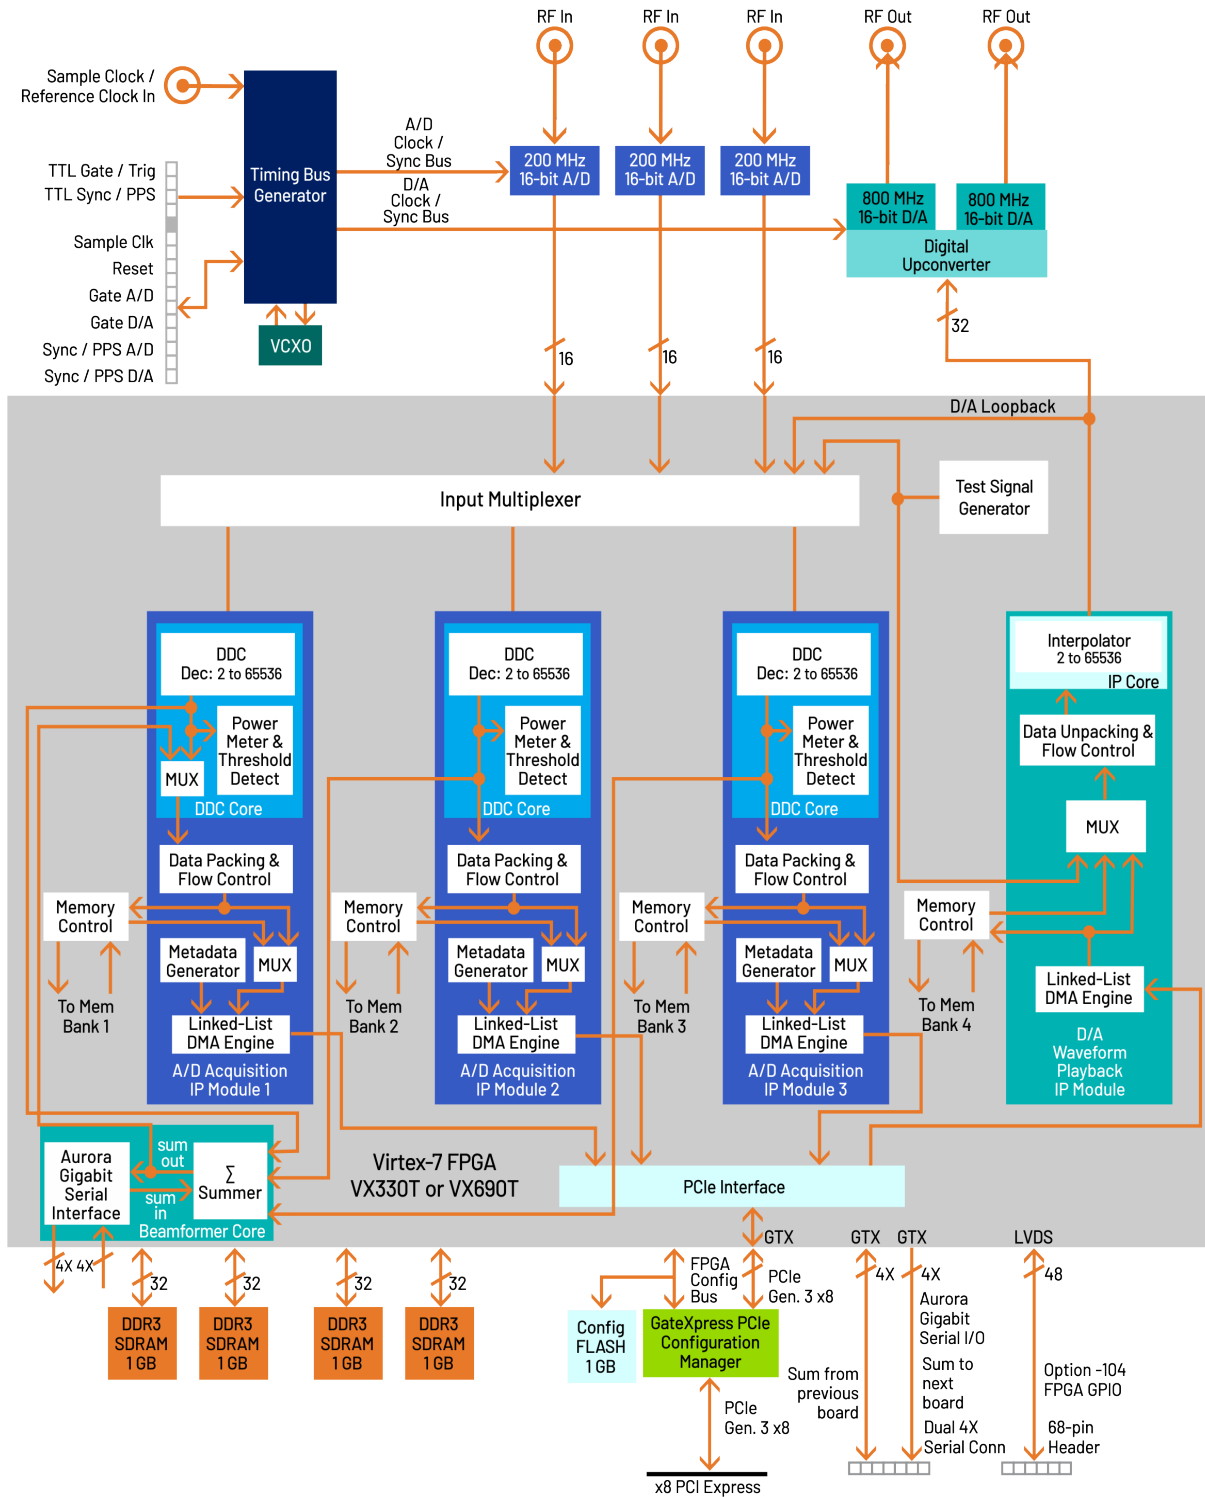 RF In
RF In
RF In
RF Out
RF Out
Sample Clock /
Reference Clock In
TTL Gate / Trig
TTL Sync / PPS
Sample Clk
Reset
Gate A/D
Gate D/A
Sync / PPS A/D
Sync / PPS D/A
Timing Bus
Generator
VCXO
A/D
Clock /
Sync Bus
D/A
Clock /
Sync Bus
200 MHz
16-bit A/D
200 MHz
16-bit A/D
200 MHz
16-bit A/D
800 MHz
16-bit D/A
800 MHz
16-bit D/A
Digital
Upconverter
16
16
16
32
D/A Loopback
Input Multiplexer
Test Signal
Generator
DDC
Dec: 2 to 65536
Power
Meter &
Threshold
Detect
MUX
DDC Core
Data Packing &
Flow Control
Memory
Control
Metadata
Generator
MUX
To Mem
Bank 1
Linked-List
DMA Engine
A/D Acquisition
IP Module 1
DDC
Dec: 2 to 65536
Power
Meter &
Threshold
Detect
DDC Core
Data Packing &
Flow Control
Memory
Control
Metadata
Generator
MUX
To Mem
Bank 2
Linked-List
DMA Engine
A/D Acquisition
IP Module 2
DDC
Dec: 2 to 65536
Power
Meter &
Threshold
Detect
DDC Core
Data Packing &
Flow Control
Memory
Control
Metadata
Generator
MUX
To Mem
Bank 3
Linked-List
DMA Engine
A/D Acquisition
IP Module 3
Interpolator
2 to 65536
IP Core
Data Unpacking &
Flow Control
MUX
Memory
Control
To Mem
Bank 4
Linked-List
DMA Engine
D/A
Waveform
Playback
IP Module
Aurora
Gigabit
Serial
Interface
sum
out
sum
in
Σ
Summer
Beamformer Core
Virtex-7 FPGA
VX330T or VX690T
PCIe Interface
GTX
GTX
GTX
LVDS
4X
4X
32
32
32
32
DDR3
SDRAM
1 GB
DDR3
SDRAM
1 GB
DDR3
SDRAM
1 GB
DDR3
SDRAM
1 GB
FPGA
Config
Bus
PCIe
Gen. 3 x8
Config
FLASH
1 GB
GateXpress PCIe
Configuration
Manager
PCIe
Gen. 3 x8
x8 PCI Express
4X
4X
48
Aurora
Gigabit
Serial I/O
Sum from
previous
board
Sum to
next
board
Dual 4X
Serial Conn
Option -104
FPGA GPIO
68-pin
Header